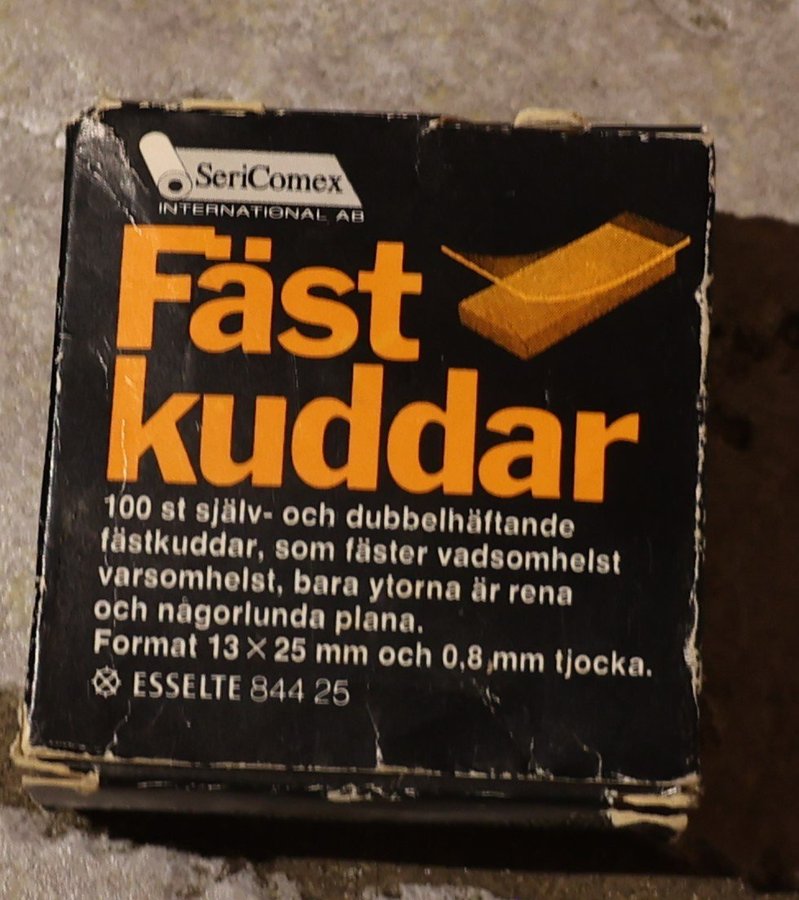 SeriComex
INTERNATIONAL AB
Fäst
kuddar
100 st själv- och dubbelhäftande
fästkuddar, som fäster vadsomhelst
varsomhelst, bara ytorna är rena
och någorlunda plana.
Format 13 × 25 mm och 0,8 mm tjocka.
ESSELTE 844 25